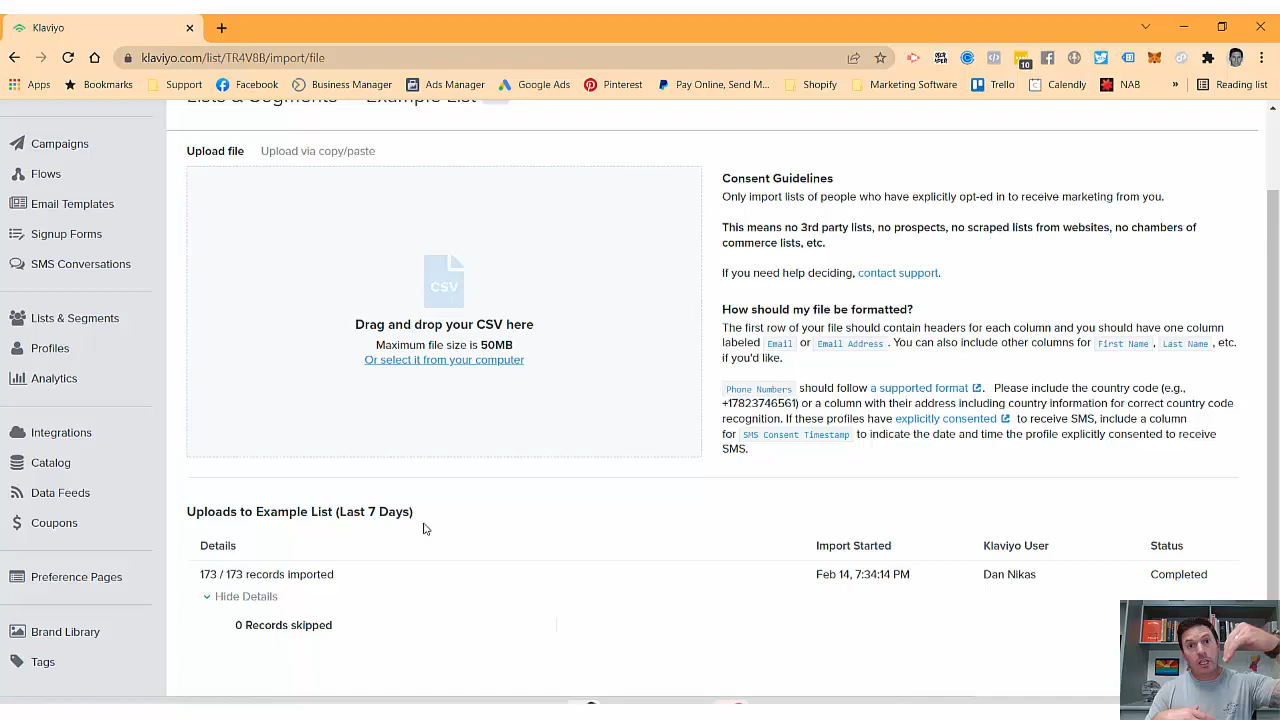 Klaviyo
klaviyo.com/list/TR4V8B/import/file
10
Apps
Bookmarks
Support
Facebook
Business Manager
Ads Manager
Google Ads
Pinterest
Pay Online, Send M...
Shopify
Marketing Software
Trello
Calendly
NAB
»
Reading list
Lists & Segments
Example List
Campaigns
Flows
Email Templates
Signup Forms
SMS Conversations
Lists & Segments
Profiles
Analytics
Integrations
Catalog
Data Feeds
Coupons
Preference Pages
Brand Library
Tags
Upload file
Upload via copy/paste
CSV
Drag and drop your CSV here
Maximum file size is 50MB
Or select it from your computer
Consent Guidelines
Only import lists of people who have explicitly opt-ed in to receive marketing from you.
This means no 3rd party lists, no prospects, no scraped lists from websites, no chambers of
commerce lists, etc.
If you need help deciding, contact support.
How should my file be formatted?
The first row of your file should contain headers for each column and you should have one column
labeled Email or Email Address. You can also include other columns for First Name, Last Name, etc.
if you'd like.
Phone Numbers should follow a supported format. Please include the country code (e.g.,
+17823746561) or a column with their address including country information for correct country code
recognition. If these profiles have explicitly consented to receive SMS, include a column
for SMS Consent Timestamp to indicate the date and time the profile explicitly consented to receive
SMS.
Uploads to Example List (Last 7 Days)
Details
Import Started
Klaviyo User
Status
173 / 173 records imported
Feb 14, 7:34:14 PM
Dan Nikas
Completed
Hide Details
0 Records skipped